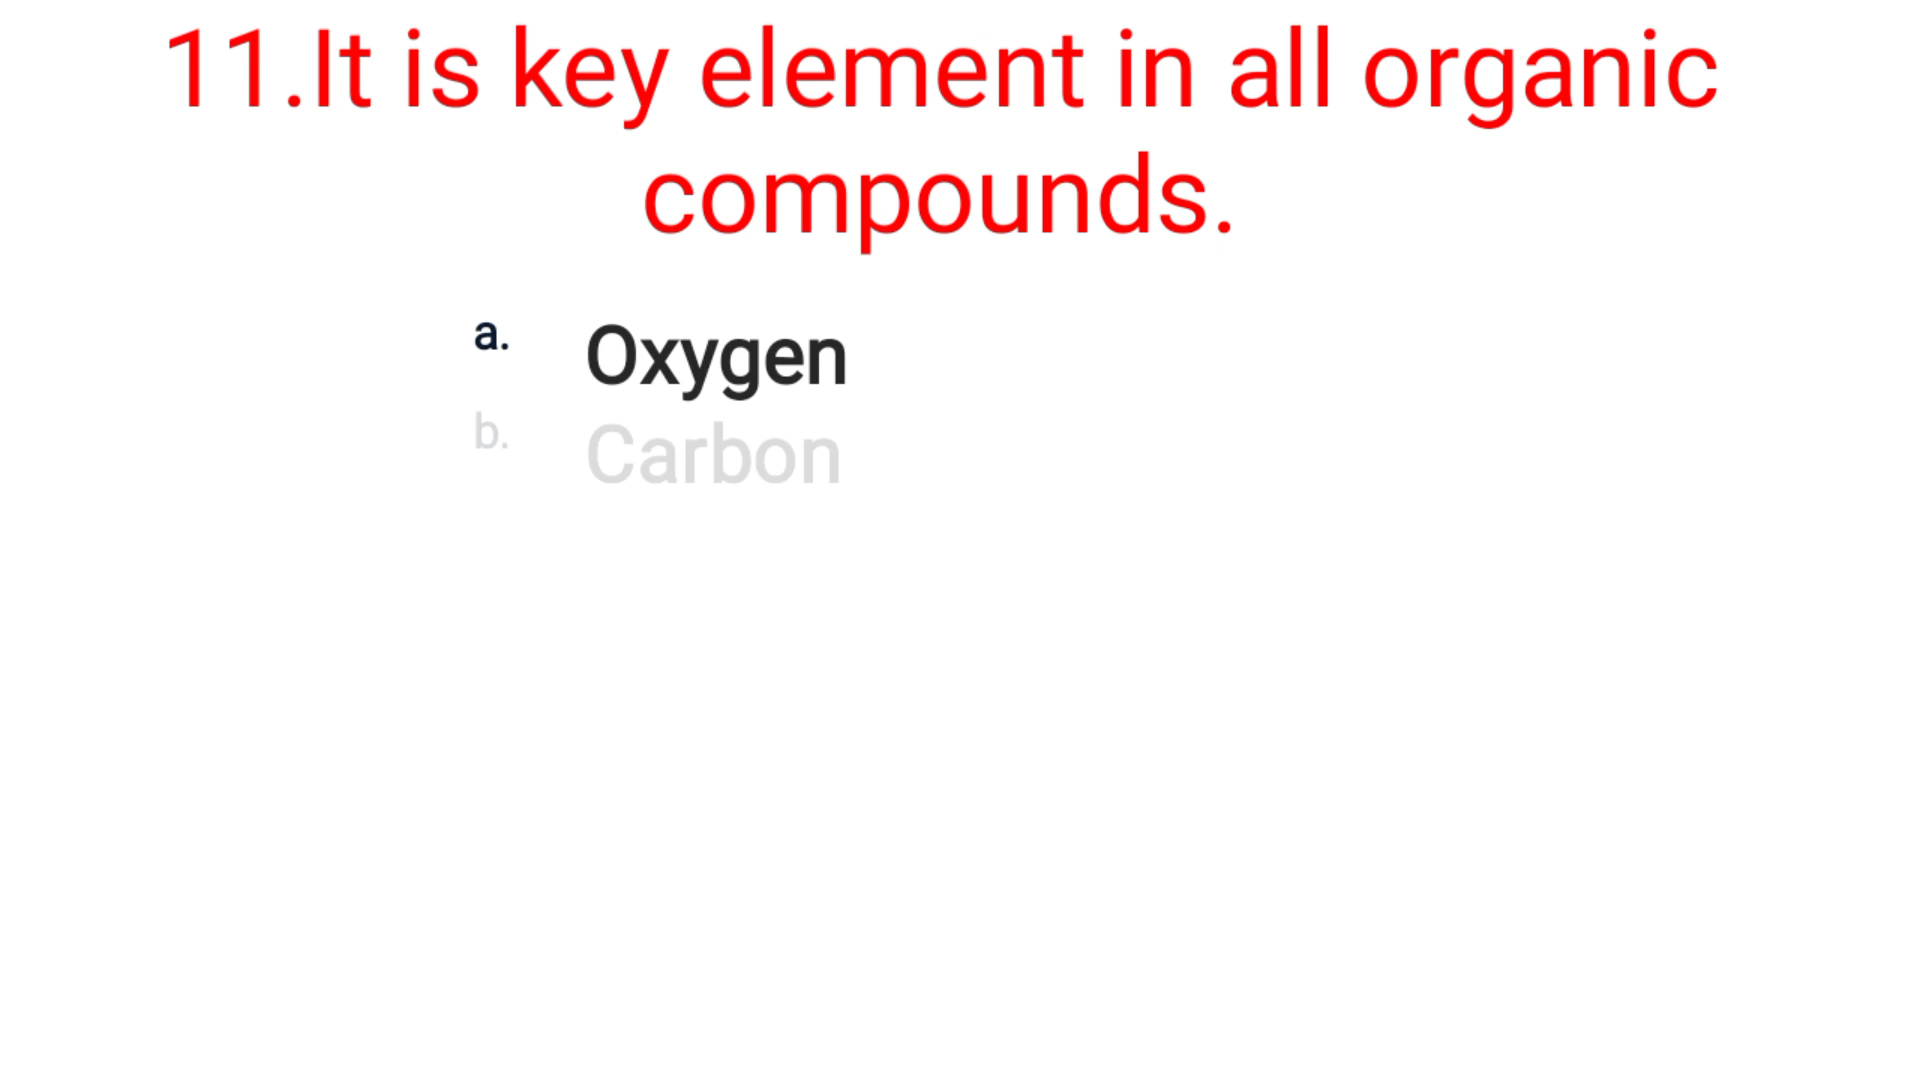 11.It is key element in all organic
compounds.
a. Oxygen
b. Carbon